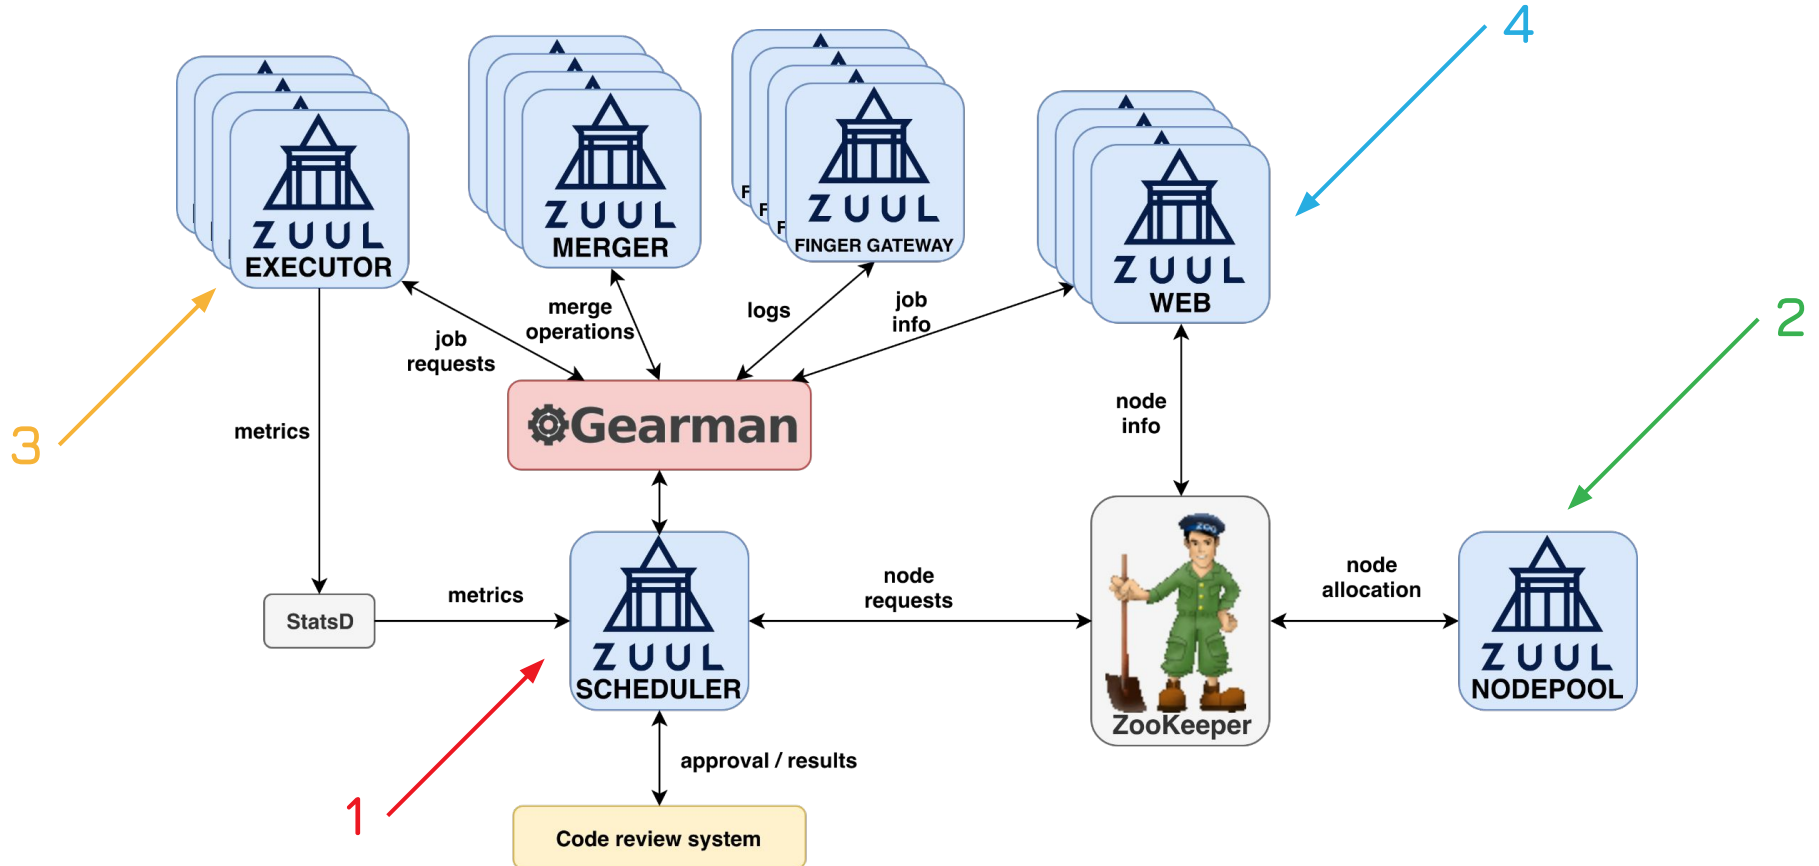 4
ZUUL
EXECUTOR
ZUUL
MERGER
F
F
F
ZUUL
FINGER GATEWAY
ZUUL
WEB
2
3
job
requests
merge
operations
logs
job
info
metrics
Gearman
node
info
ZOO
StatsD
metrics
ZUUL
SCHEDULER
node
requests
ZooKeeper
node
allocation
ZUUL
NODEPOOL
1
approval / results
Code review system